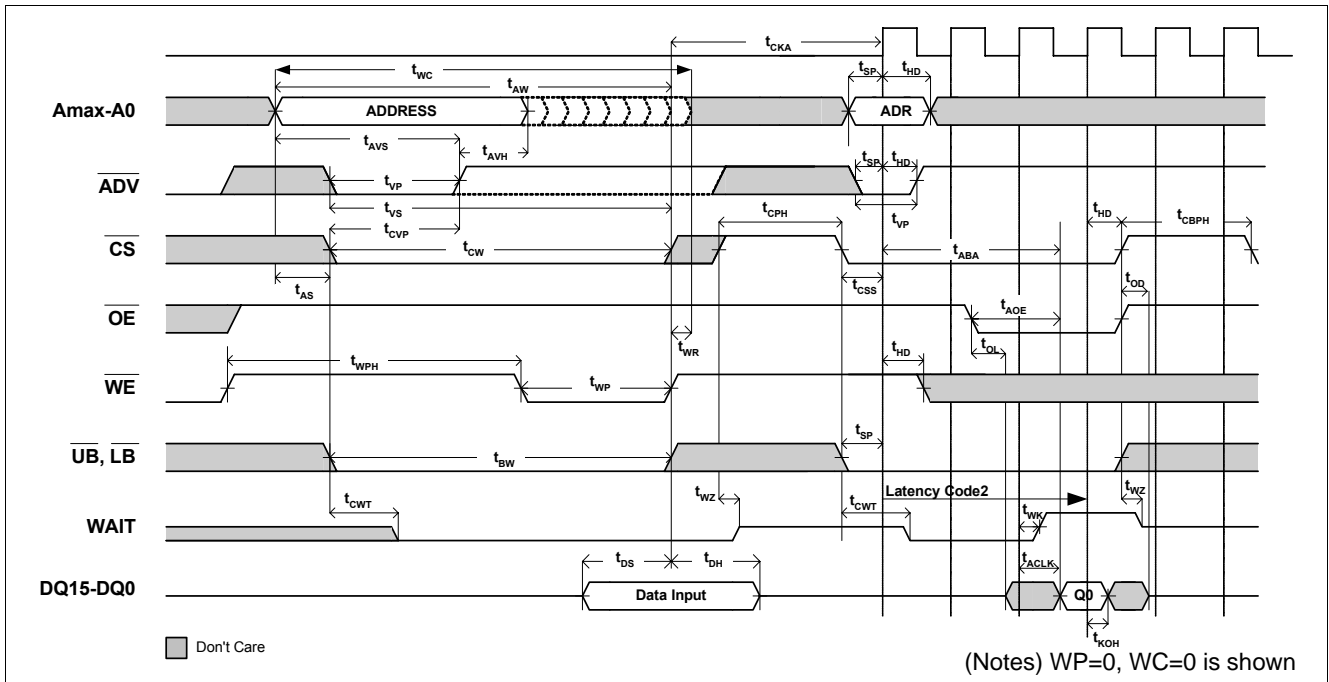 tCKA
tWC
tSP
tHD
tAW
Amax-A0
ADDRESS
ADR
tAVS
tAVH
tSP
tHD
ADV
tVP
tVS
tCPH
tVP
tHD
tCBPH
tCVP
CS
tCW
tABA
tAS
tCSS
tOD
OE
tAOE
tWR
tOL
tWPH
tHD
WE
tWP
tSP
UB, LB
tBW
tWZ
Latency Code2
tWZ
tCWT
tCWT
WAIT
tWK
tDS
tDH
tACLK
DQ15-DQ0
Data Input
Q0
Don't Care
tKOH
(Notes) WP=0, WC=0 is shown